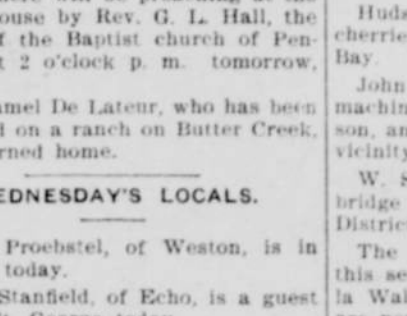 ouse by Rev. G. L. Hall, the
f the Baptist church of Pen-
t 2 o'clock p. m. tomorrow,
amel De Lateur, who has been
d on a ranch on Butter Creek,
rned home.
EDNESDAY'S LOCALS.
Proebstel, of Weston, is in
today.
Stanfield, of Echo, is a guest
Huds
cherrie
Bay.
John
machin
son, an
vicinity
W. S
bridge
Distric
The
this se
la Wal